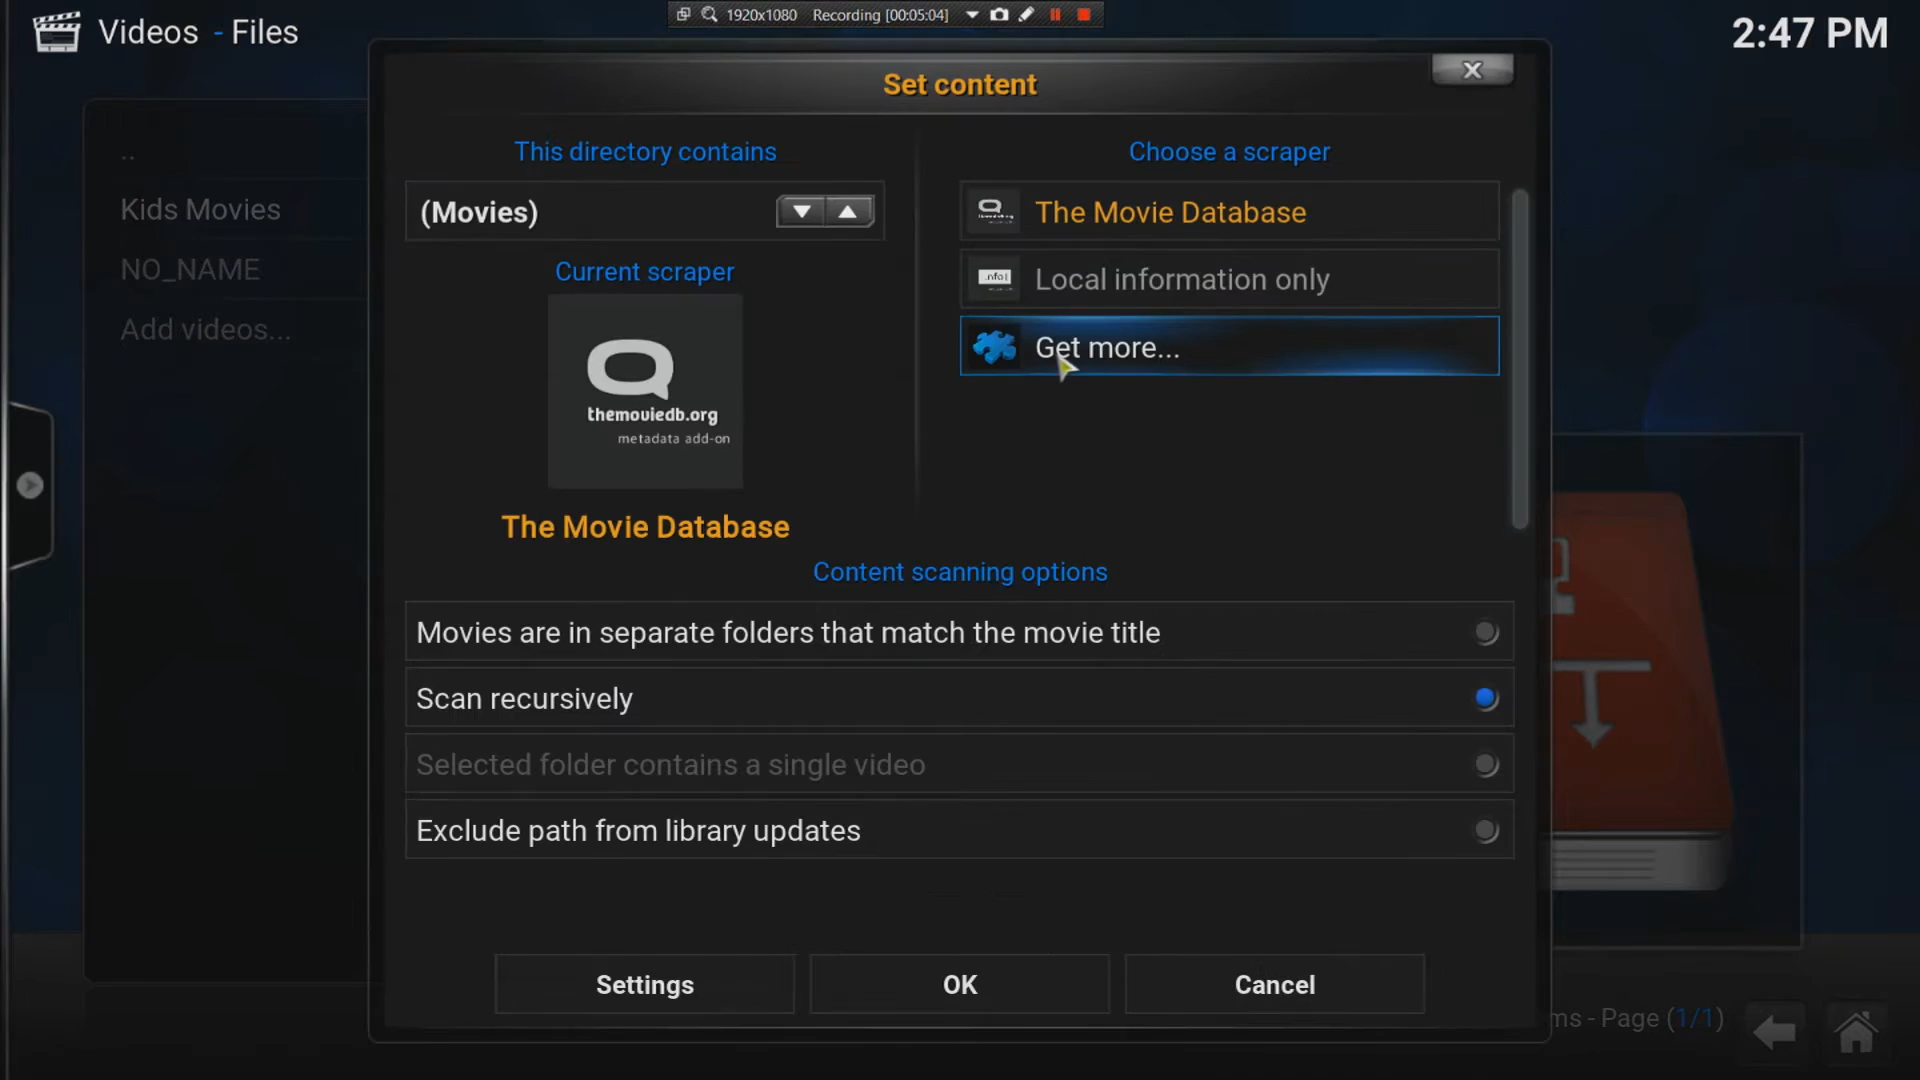 Videos - Files
1920x1080 Recording [00:05:04]
2:47 PM
Set content
This directory contains
Choose a scraper
..
Kids Movies
NO_NAME
Add videos...
(Movies)
Current scraper
themoviedb.org
metadata add-on
The Movie Database
The Movie Database
Local information only
Get more...
Content scanning options
Movies are in separate folders that match the movie title
Scan recursively
Selected folder contains a single video
Exclude path from library updates
Settings
OK
Cancel
ms - Page (1/1)